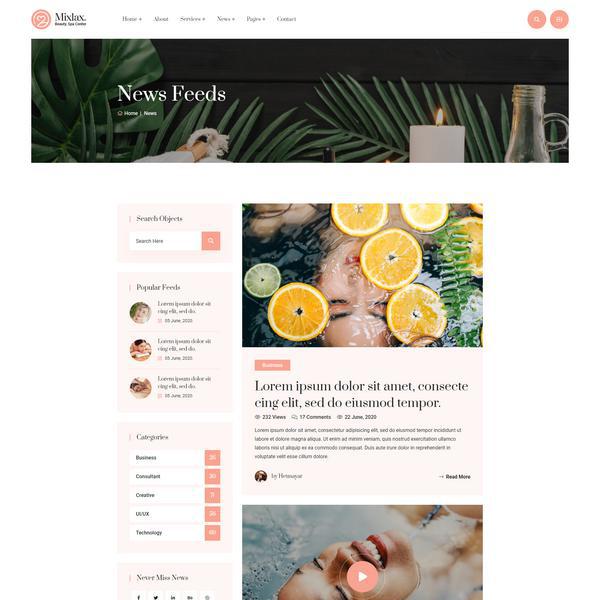 Mixlax.
Beauty, Spa Center
Home +
About
Services +
News +
Pages +
Contact
News Feeds
Home | News
Search Objects
Search Here
Popular Feeds
Lorem ipsum dolor sit
cing elit, sed do.
05 June, 2020
Lorem ipsum dolor sit
cing elit, sed do.
05 June, 2020
Lorem ipsum dolor sit
cing elit, sed do.
05 June, 2020
Categories
Business
Consultant 30
Creative
UI/UX
Technology
Never Miss News
Business
Lorem ipsum dolor sit amet, consecte
cing elit, sed do eiusmod tempor.
232 Views 17 Comments 22 June, 2020
Lorem ipsum dolor sit amet, consectetur adipisicing elit, sed do eiusmod tempor incididunt ut
labore et dolore magna aliqua. Ut enim ad minim veniam, quis nostrud exercitation ullamco
laboris nisi ut aliquip ex ea commodo consequat. Duis aute irure dolor in reprehenderit in
voluptate velit esse cillum dolore.
by Hetmayar
Read More